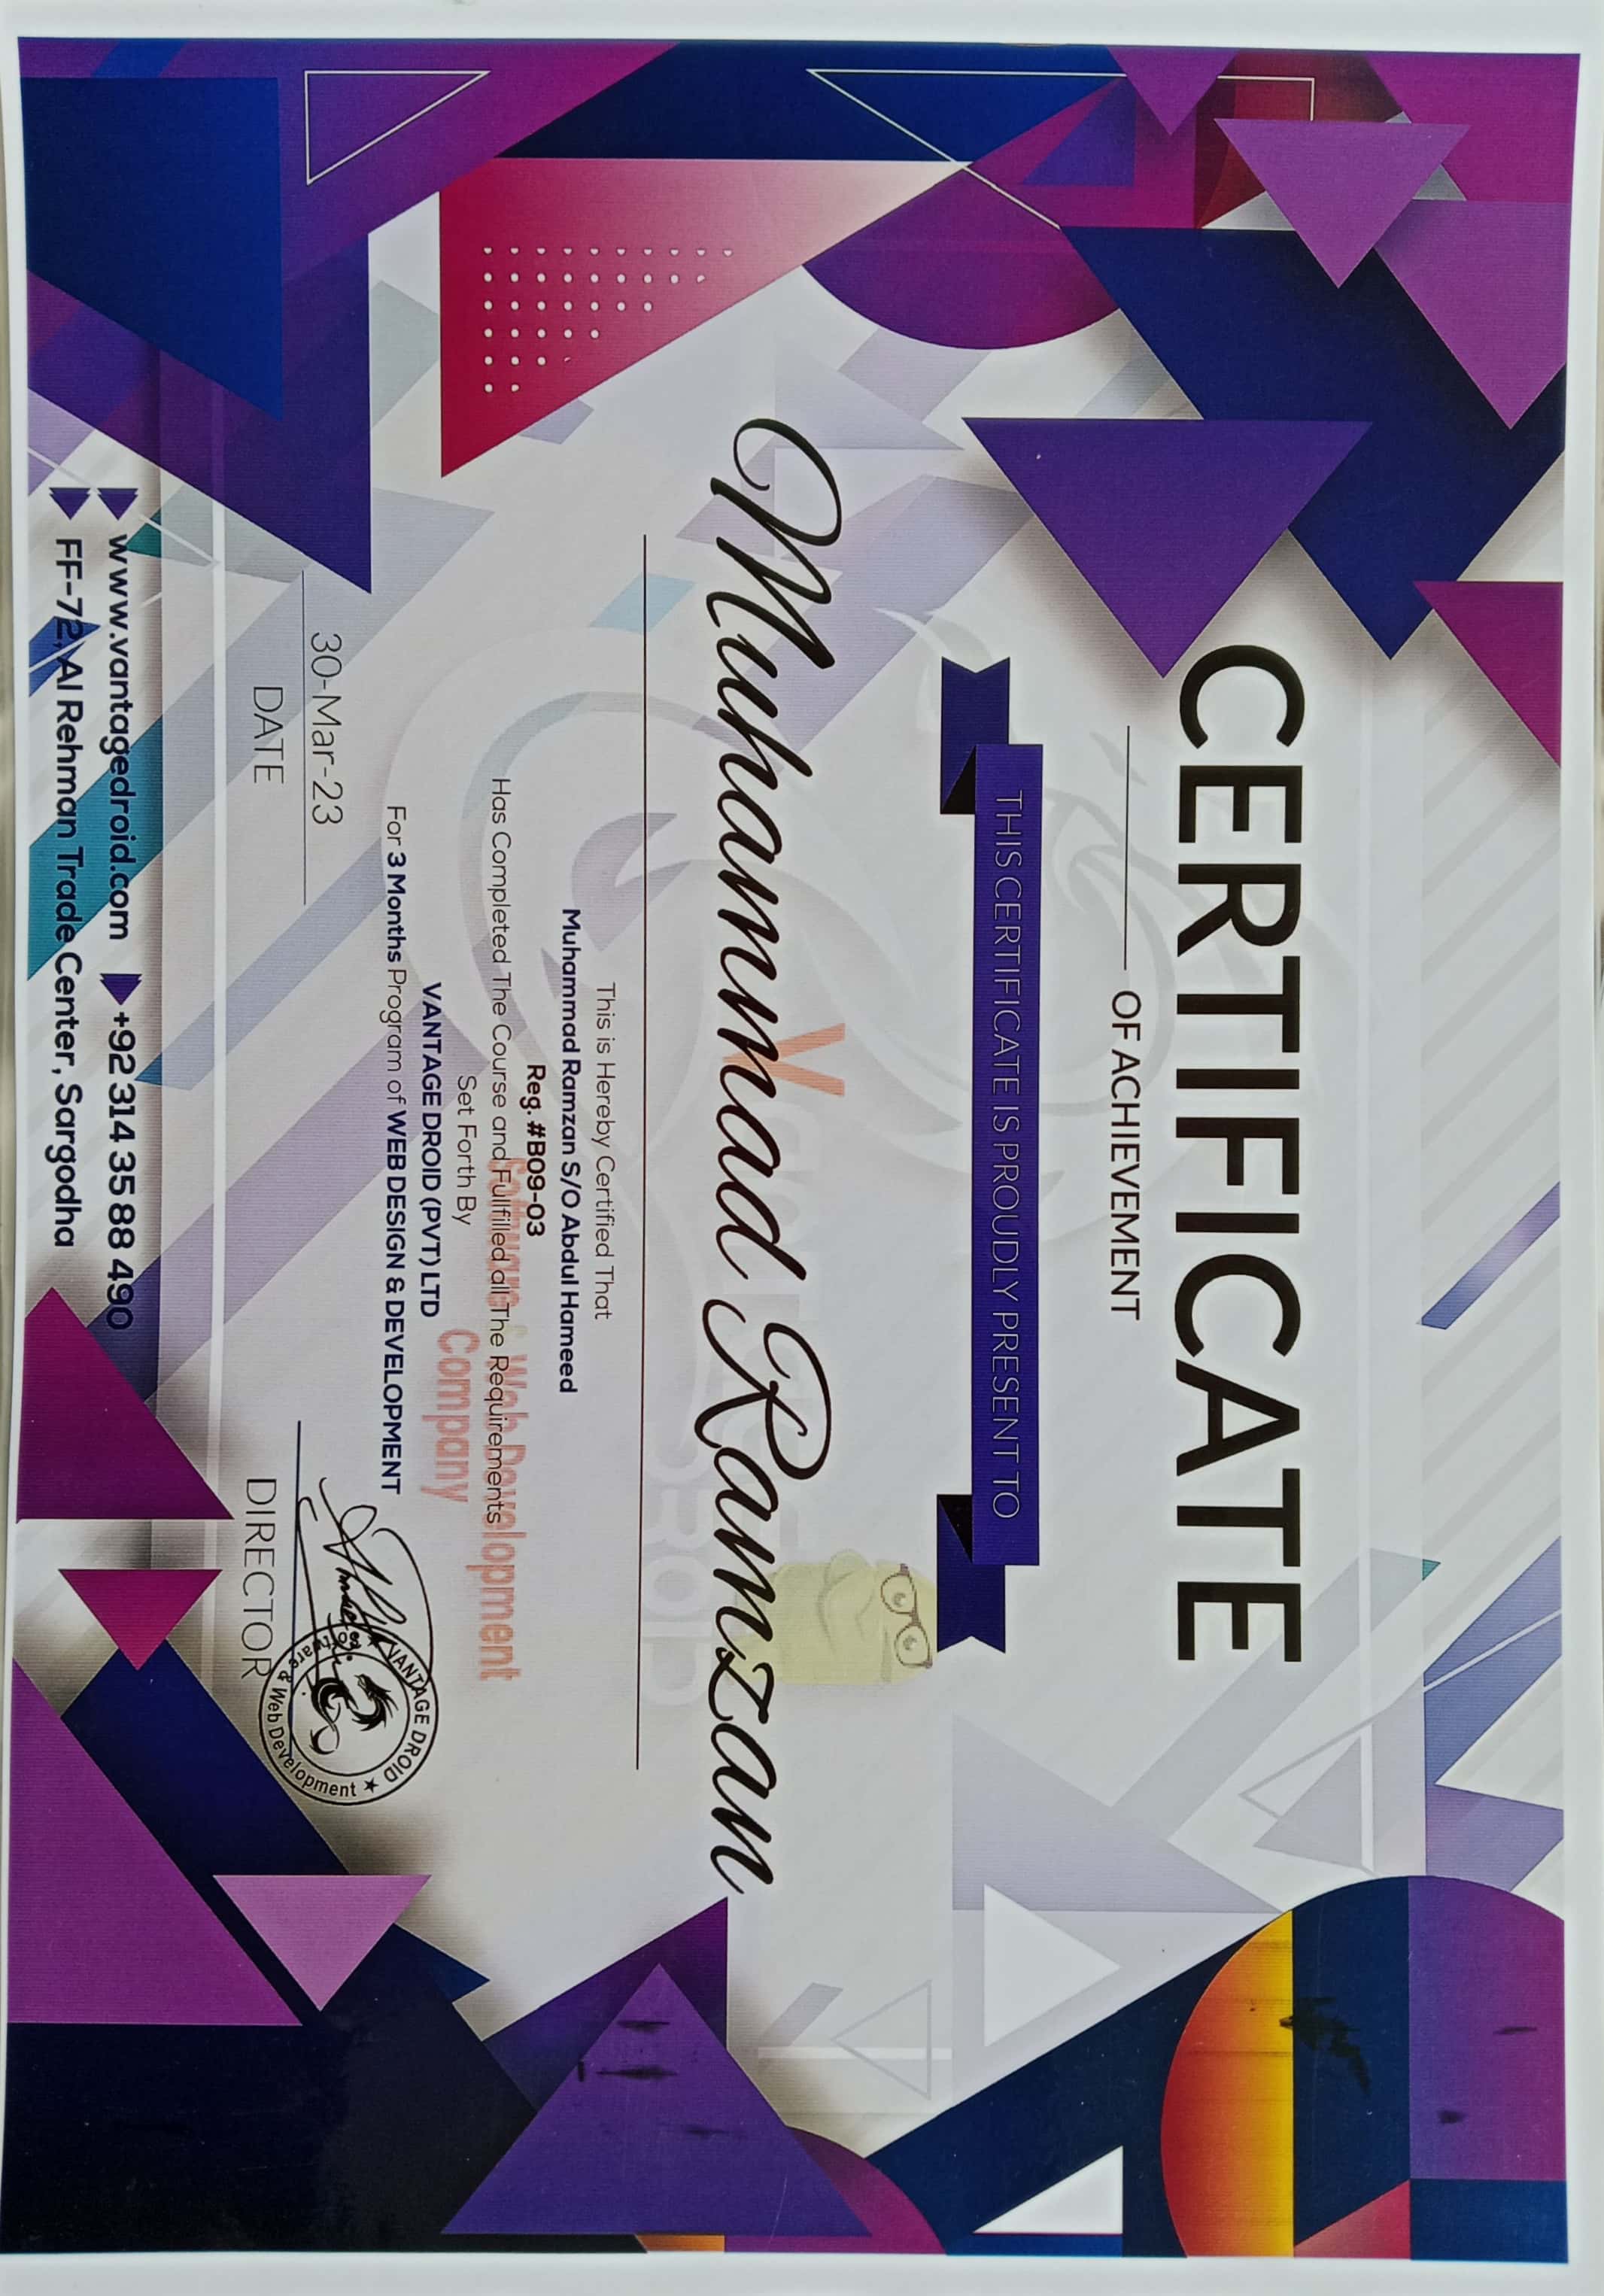 CERTIFICATE
OF ACHIEVEMENT
THIS CERTIFICATE IS PROUDLY PRESENT TO
Muhammad Ramzan
VANTAGE
DROID
This is Hereby Certified That
Muhammad Ramzan S/O Abdul Hameed
Reg. #B09-03
Has Completed The Course and Fullfilled all The Requirements
Software & Web Development
Company
Set Forth By
VANTAGE DROID (PVT) LTD
For 3 Months Program of WEB DESIGN & DEVELOPMENT
VANTAGE DROID
Software & Web Development
30-Mar-23
DATE
DIRECTOR
www.vantagedroid.com +92 314 35 88 490
FF-72, Al Rehman Trade Center, Sargodha